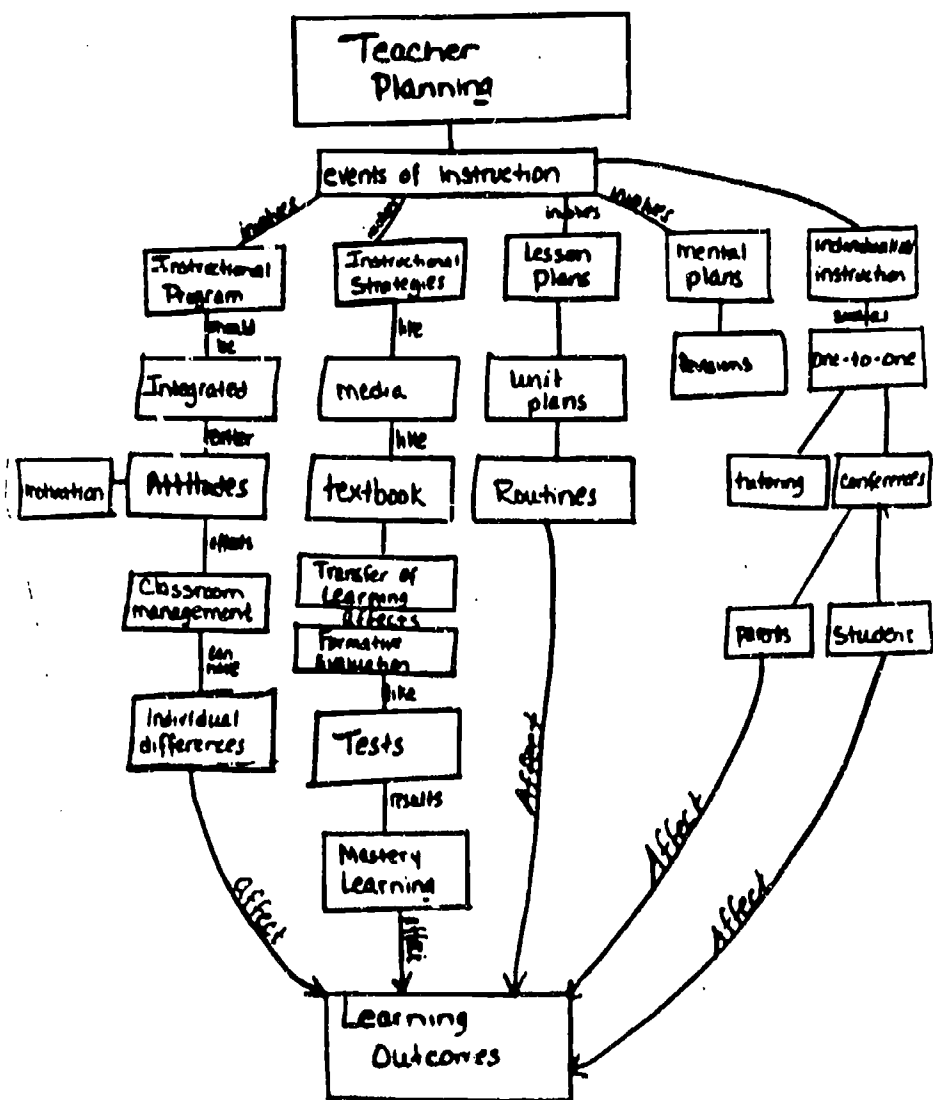 Teacher
Planning
events of instruction
involves
involves
involves
Instructional
Program
Instructional
Strategies
Lesson
plans
mental
plans
instruction
should
be
like
Integrated
media
unit
plans
Revisions
one-to-one
like
motivation
Attitudes
textbook
Routines
tutoring
conferences
affects
Classroom
management
Transfer of
Learning
Affects
Formative
Evaluation
parents
Student
can
have
like
Individual
differences
Tests
Affect
results
Mastery
Learning
Affect
Affect
affect
Learning
Outcomes